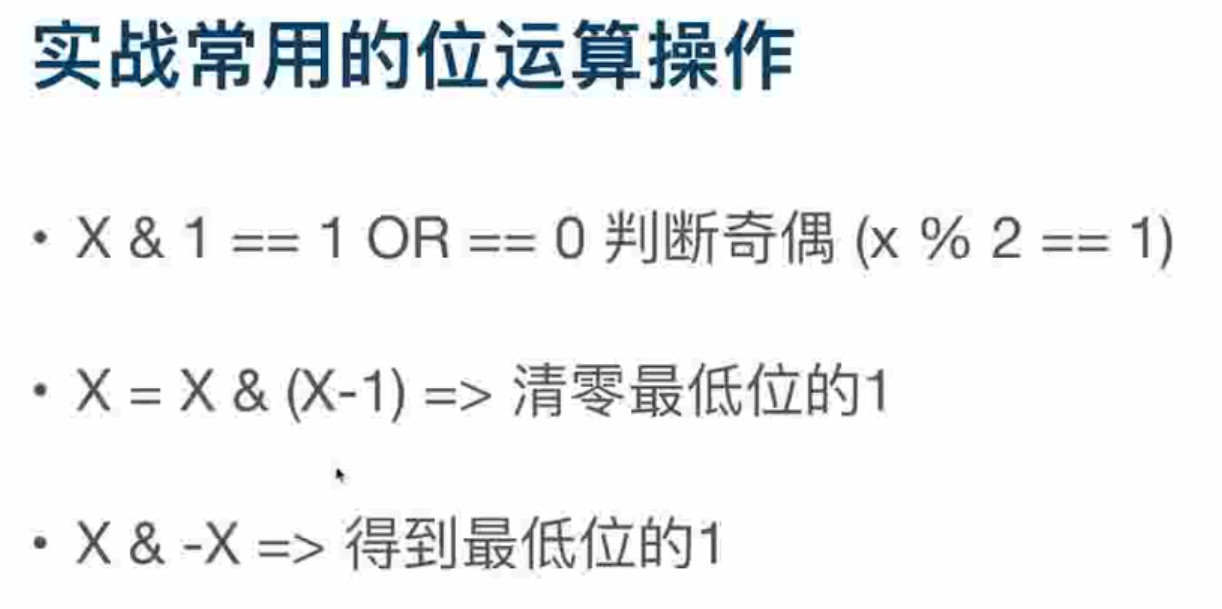 实战常用的位运算操作
• X & 1 == 1 OR == 0 判断奇偶 (x % 2 == 1)
• X = X & (X-1) => 清零最低位的1
• X & -X => 得到最低位的1